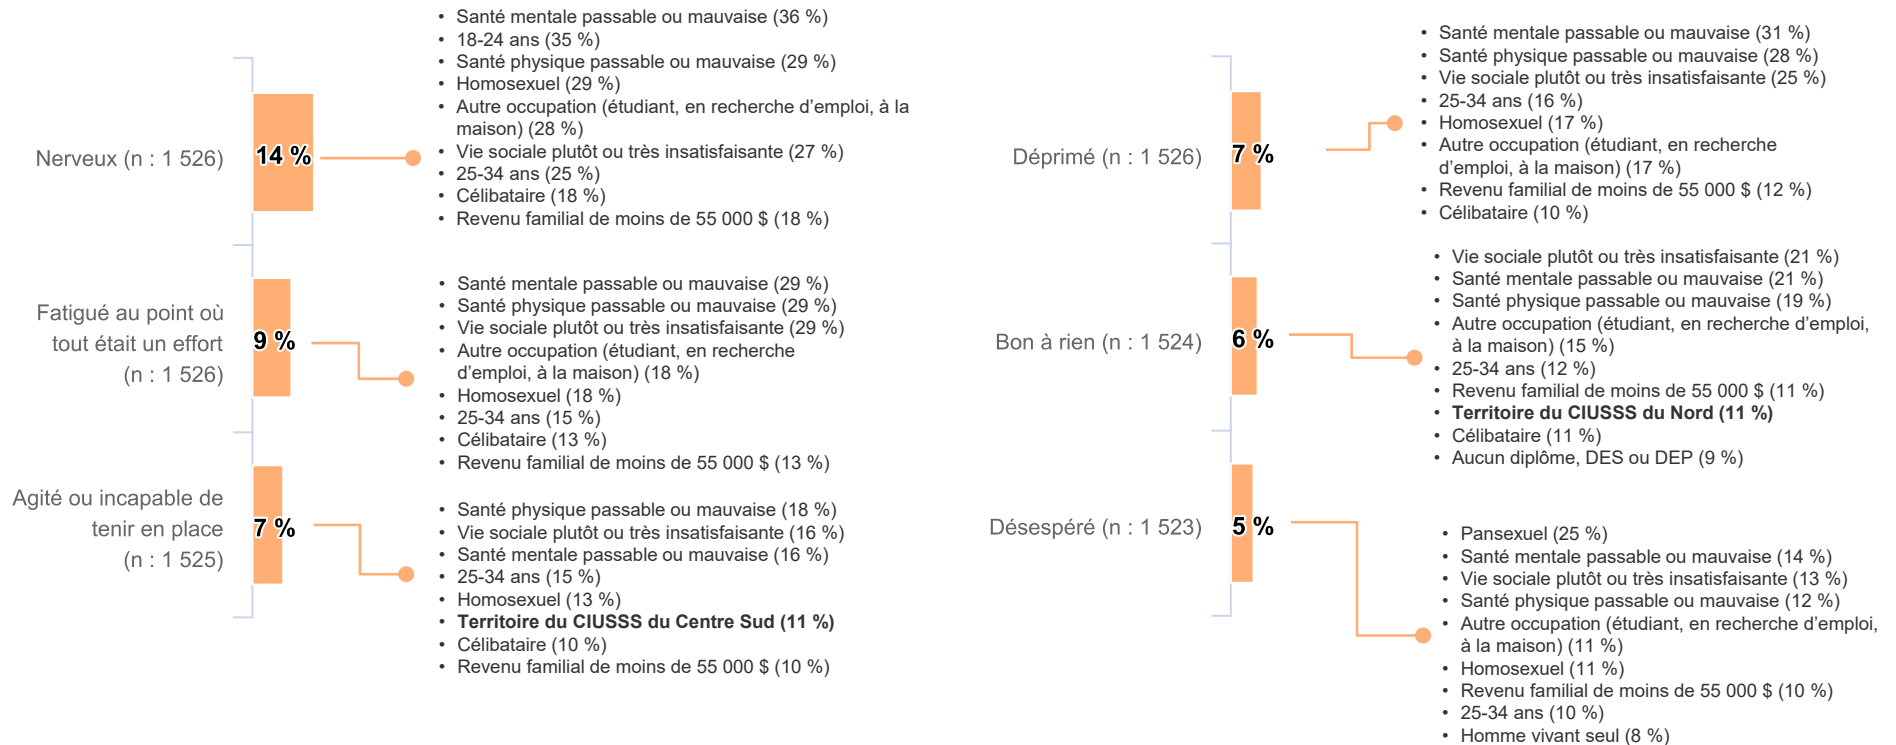 Nerveux (n : 1 526)
14 %
• Santé mentale passable ou mauvaise (36 %)
• 18-24 ans (35 %)
• Santé physique passable ou mauvaise (29 %)
• Homosexuel (29 %)
• Autre occupation (étudiant, en recherche d’emploi, à la
maison) (28 %)
• Vie sociale plutôt ou très insatisfaisante (27 %)
• 25-34 ans (25 %)
• Célibataire (18 %)
• Revenu familial de moins de 55 000 $ (18 %)
Fatigué au point où
tout était un effort
(n : 1 526)
9 %
• Santé mentale passable ou mauvaise (29 %)
• Santé physique passable ou mauvaise (29 %)
• Vie sociale plutôt ou très insatisfaisante (29 %)
• Autre occupation (étudiant, en recherche
d’emploi, à la maison) (18 %)
• Homosexuel (18 %)
• 25-34 ans (15 %)
• Célibataire (13 %)
• Revenu familial de moins de 55 000 $ (13 %)
Agité ou incapable de
tenir en place
(n : 1 525)
7 %
• Santé physique passable ou mauvaise (18 %)
• Vie sociale plutôt ou très insatisfaisante (16 %)
• Santé mentale passable ou mauvaise (16 %)
• 25-34 ans (15 %)
• Homosexuel (13 %)
• Territoire du CIUSSS du Centre Sud (11 %)
• Célibataire (10 %)
• Revenu familial de moins de 55 000 $ (10 %)
Déprimé (n : 1 526)
7 %
• Santé mentale passable ou mauvaise (31 %)
• Santé physique passable ou mauvaise (28 %)
• Vie sociale plutôt ou très insatisfaisante (25 %)
• 25-34 ans (16 %)
• Homosexuel (17 %)
• Autre occupation (étudiant, en recherche
d’emploi, à la maison) (17 %)
• Revenu familial de moins de 55 000 $ (12 %)
• Célibataire (10 %)
Bon à rien (n : 1 524)
6 %
• Vie sociale plutôt ou très insatisfaisante (21 %)
• Santé mentale passable ou mauvaise (21 %)
• Santé physique passable ou mauvaise (19 %)
• Autre occupation (étudiant, en recherche d’emploi,
à la maison) (15 %)
• 25-34 ans (12 %)
• Revenu familial de moins de 55 000 $ (11 %)
• Territoire du CIUSSS du Nord (11 %)
• Célibataire (11 %)
• Aucun diplôme, DES ou DEP (9 %)
Désespéré (n : 1 523)
5 %
• Pansexuel (25 %)
• Santé mentale passable ou mauvaise (14 %)
• Vie sociale plutôt ou très insatisfaisante (13 %)
• Santé physique passable ou mauvaise (12 %)
• Autre occupation (étudiant, en recherche d’emploi,
à la maison) (11 %)
• Homosexuel (11 %)
• Revenu familial de moins de 55 000 $ (10 %)
• 25-34 ans (10 %)
• Homme vivant seul (8 %)